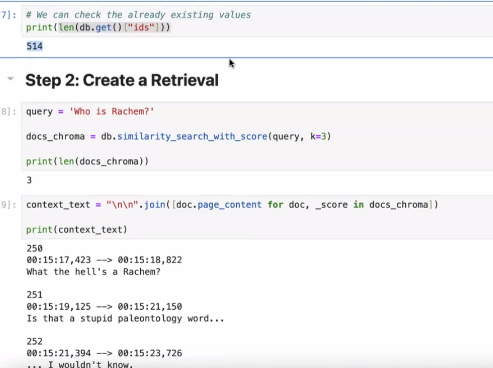 7]: # We can check the already existing values
print(len(db.get()["ids"]))
514
Step 2: Create a Retrieval
8]: query = 'Who is Rachem?'
docs_chroma = db.similarity_search_with_score(query, k=3)
print(len(docs_chroma))
3
9]: context_text = "\n\n".join([doc.page_content for doc, _score in docs_chroma])
print(context_text)
250
00:15:17,423 --> 00:15:18,822
What the hell's a Rachem?
251
00:15:19,125 --> 00:15:21,150
Is that a stupid paleontology word...
252
00:15:21,394 --> 00:15:23,726
... I wouldn't know.